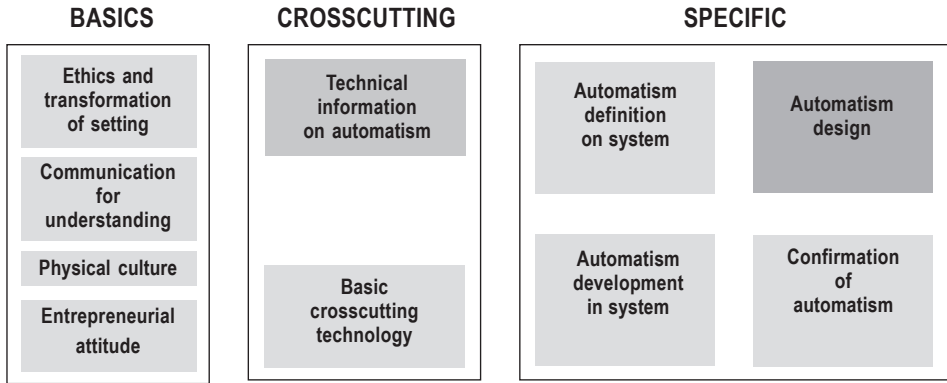 BASICS
Ethics and
transformation
of setting
Communication
for
understanding
Physical culture
Entrepreneurial
attitude
CROSSCUTTING
Technical
information
on automatism
Basic
crosscutting
technology
SPECIFIC
Automatism
definition
on system
Automatism
design
Automatism
development
in system
Confirmation
of
automatism